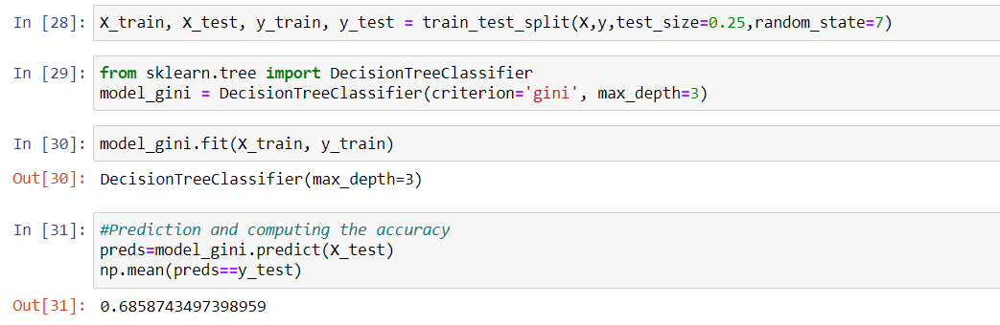 In [28]: X_train, X_test, y_train, y_test = train_test_split(X,y,test_size=0.25,random_state=7)
In [29]: from sklearn.tree import DecisionTreeClassifier
model_gini = DecisionTreeClassifier(criterion='gini', max_depth=3)
In [30]: model_gini.fit(X_train, y_train)
Out[30]: DecisionTreeClassifier(max_depth=3)
In [31]: #Prediction and computing the accuracy
preds=model_gini.predict(X_test)
np.mean(preds==y_test)
Out[31]: 0.6858743497398959